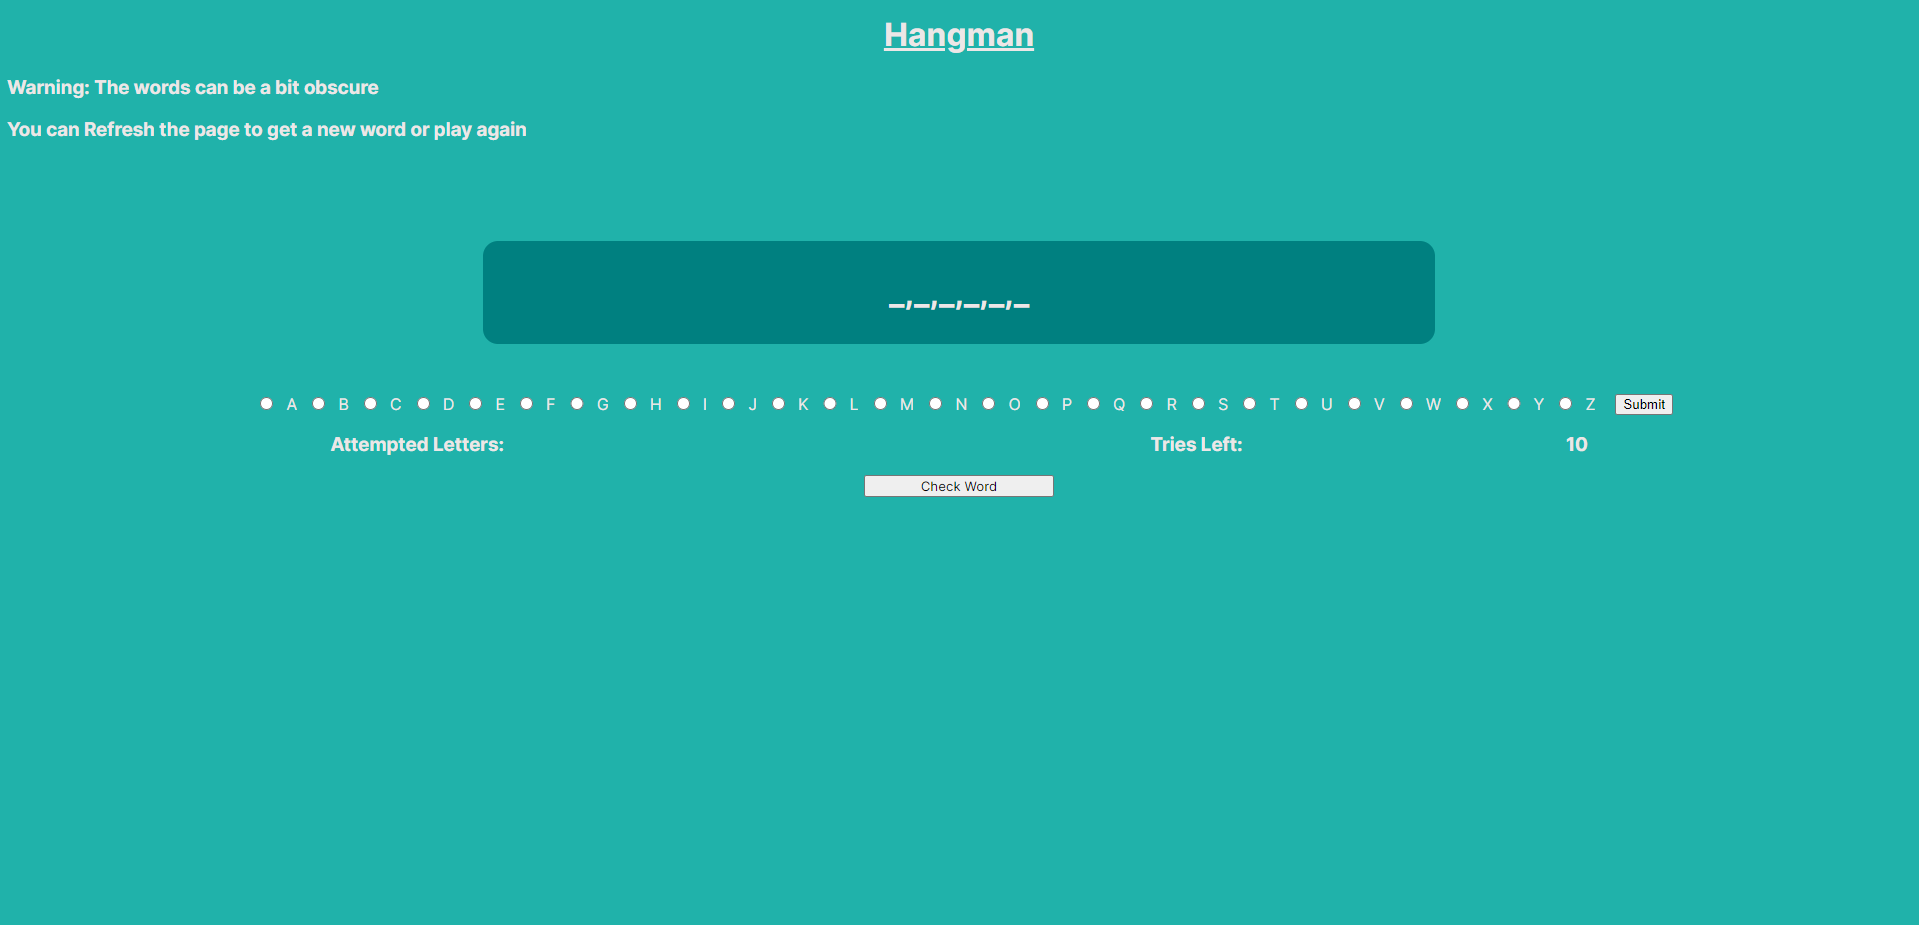 Hangman
Warning: The words can be a bit obscure
You can Refresh the page to get a new word or play again
_,_,_,_,_,_
A B C D E F G H I J K L M N O P Q R S T U V W X Y Z Submit
Attempted Letters: Tries Left: 10
Check Word